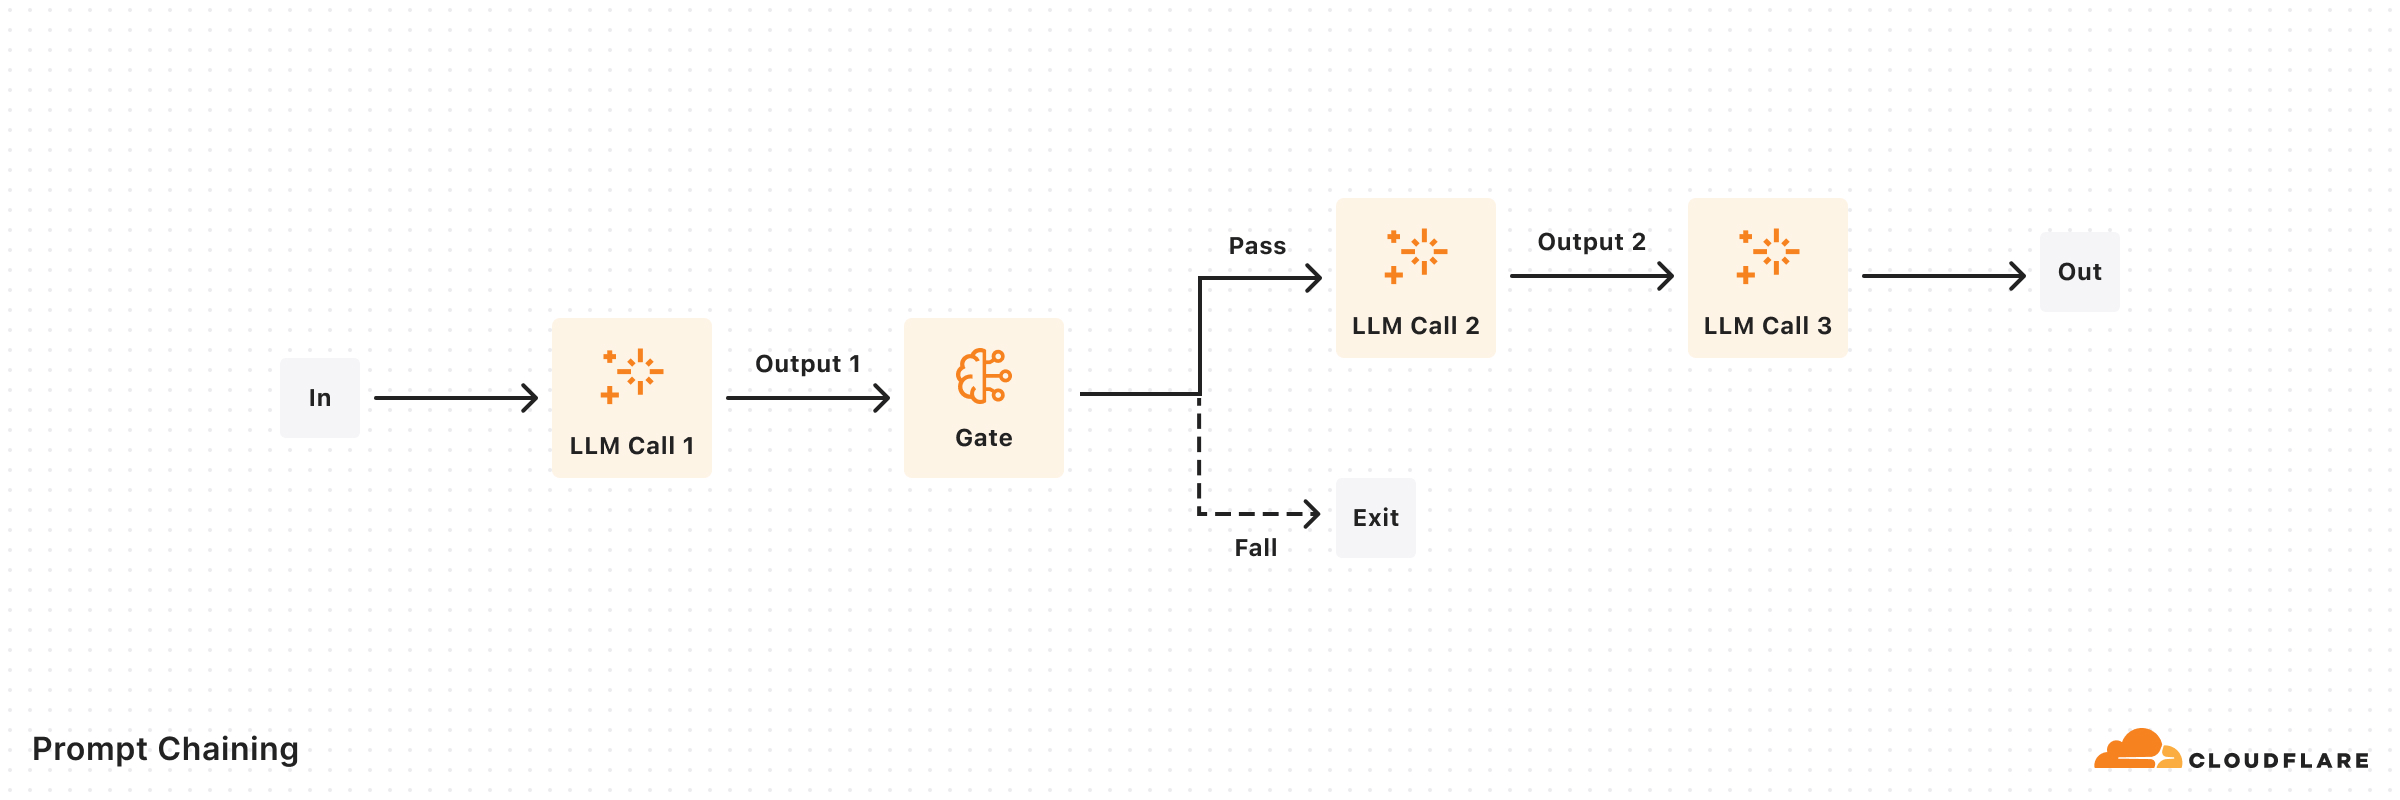 In
LLM Call 1
Output 1
Gate
Pass
Fall
LLM Call 2
Output 2
LLM Call 3
Out
Exit
Prompt Chaining
CLOUDFLARE